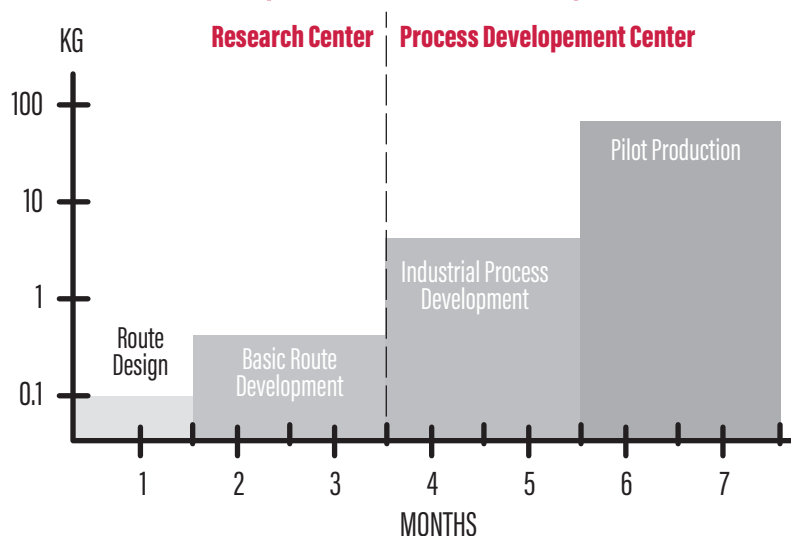 KG
Research Center
Process Developement Center
100
10
1
0.1
Route
Design
Basic Route
Development
Industrial Process
Development
Pilot Production
1
2
3
4
5
6
7
MONTHS